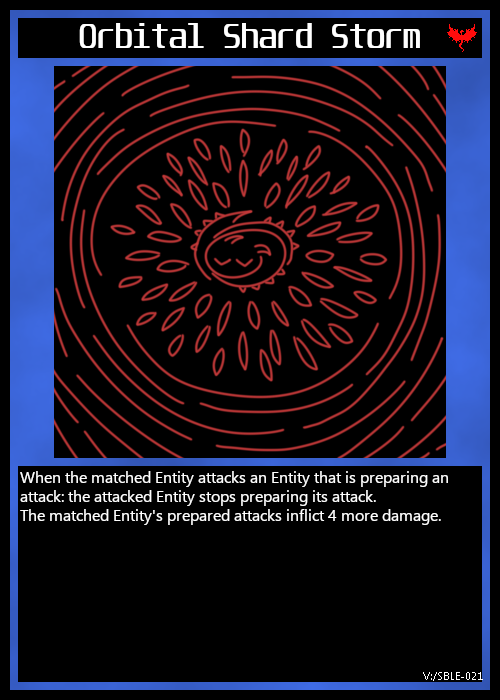 Orbital Shard Storm
When the matched Entity attacks an Entity that is preparing an
attack: the attacked Entity stops preparing its attack.
The matched Entity's prepared attacks inflict 4 more damage.
V:/SBLE-021